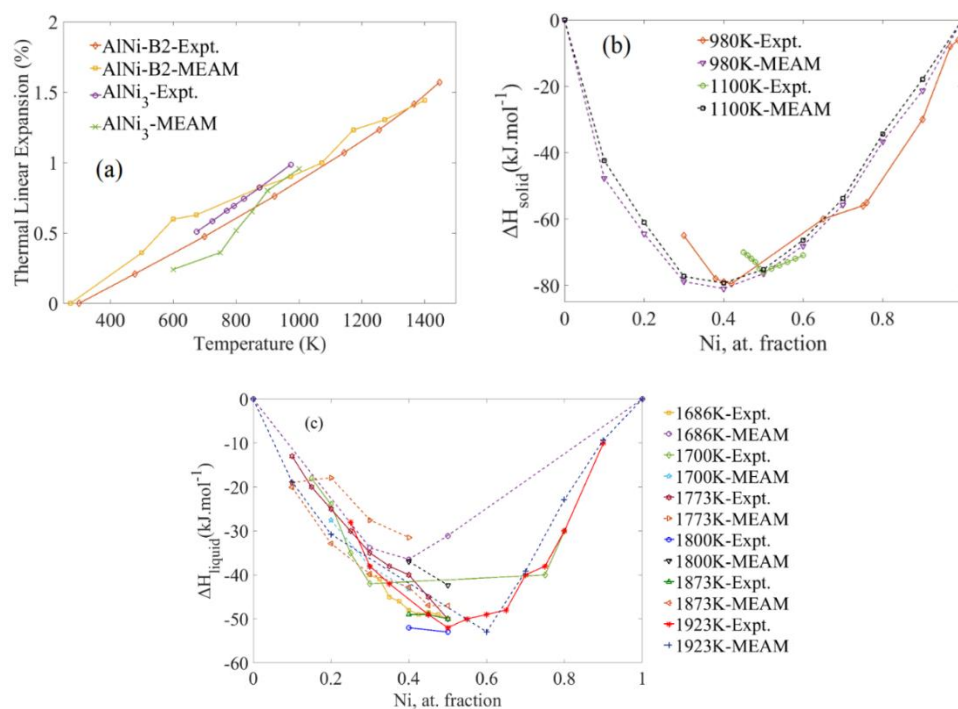 2
1.5
1
0.5
0
Thermal Linear Expansion (%)
AlNi-B2-Expt.
AlNi-B2-MEAM
AlNi3-Expt.
AlNi3-MEAM
(a)
400 600 800 1000 1200 1400
Temperature (K)
0
-20
-40
-60
-80
ΔH solid (kJ.mol-1)
(b)
980K-Expt.
980K-MEAM
1100K-Expt.
1100K-MEAM
0 0.2 0.4 0.6 0.8
Ni, at. fraction
0
-10
-20
-30
-40
-50
-60
ΔH liquid (kJ.mol-1)
(c)
1686K-Expt.
1686K-MEAM
1700K-Expt.
1700K-MEAM
1773K-Expt.
1773K-MEAM
1800K-Expt.
1800K-MEAM
1873K-Expt.
1873K-MEAM
1923K-Expt.
1923K-MEAM
0 0.2 0.4 0.6 0.8 1
Ni, at. fraction